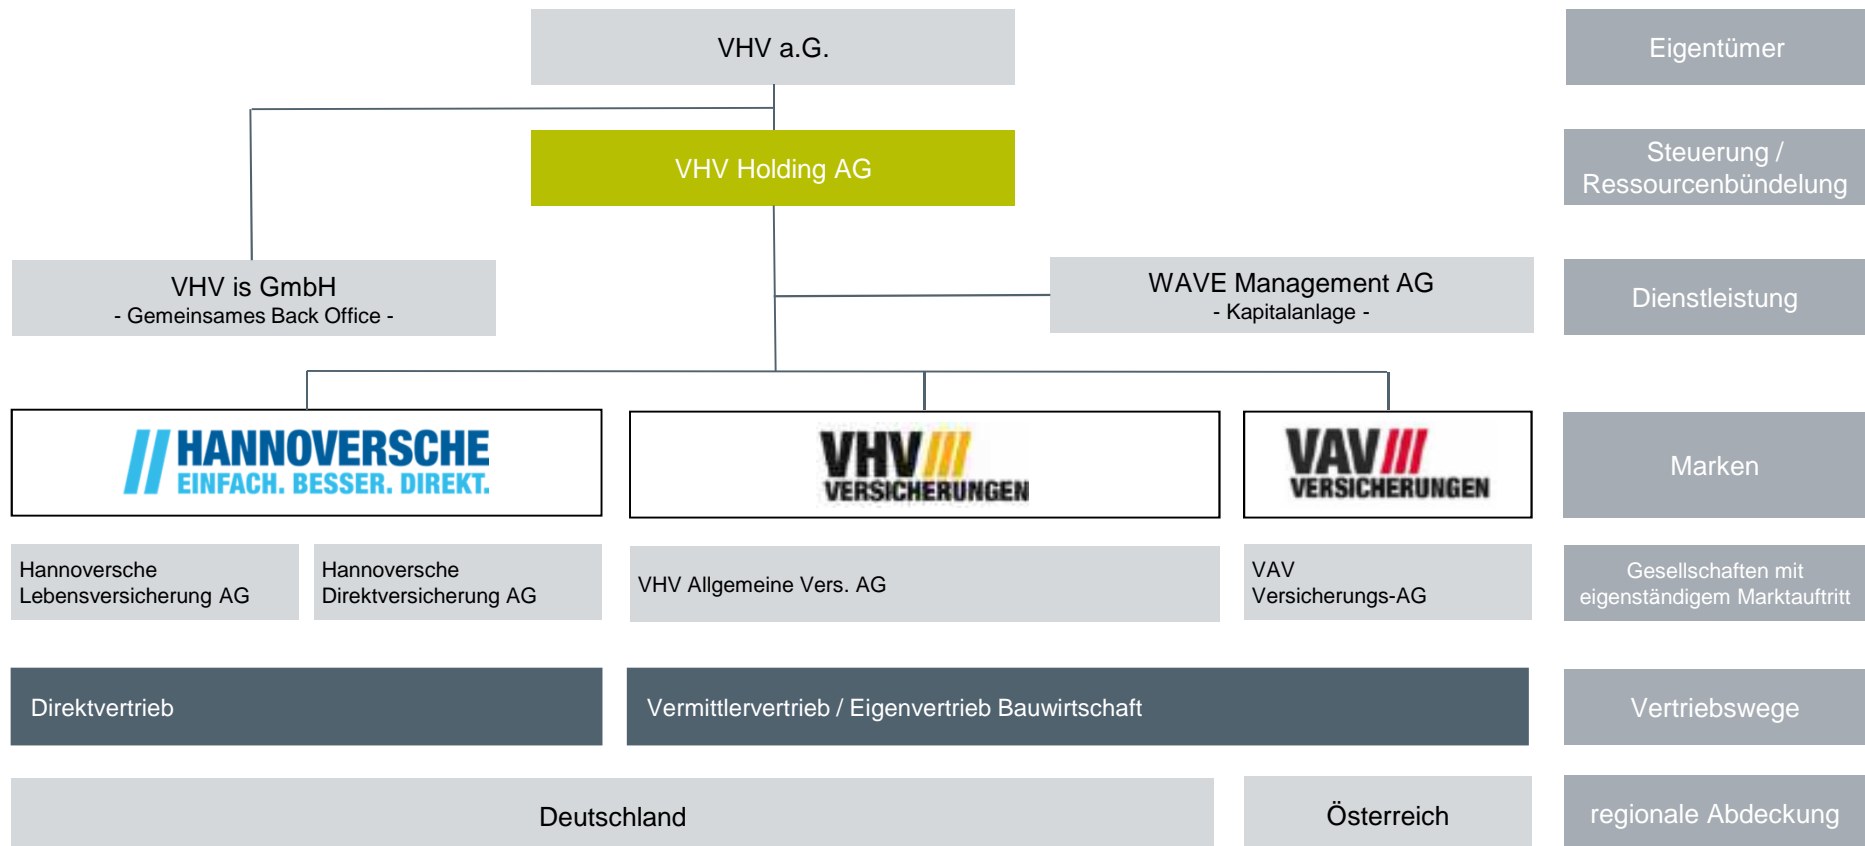 VHV a.G.
Eigentümer
VHV Holding AG
Steuerung /
Ressourcenbündelung
VHV is GmbH
- Gemeinsames Back Office -
WAVE Management AG
- Kapitalanlage -
Dienstleistung
HANNOVERSCHE
EINFACH. BESSER. DIREKT.
VHV
VERSICHERUNGEN
VAV
VERSICHERUNGEN
Marken
Hannoversche
Lebensversicherung AG
Hannoversche
Direktversicherung AG
VHV Allgemeine Vers. AG
VAV
Versicherungs-AG
Gesellschaften mit
eigenständigem Marktauftritt
Direktvertrieb
Vermittlervertrieb / Eigenvertrieb Bauwirtschaft
Vertriebswege
Deutschland
Österreich
regionale Abdeckung